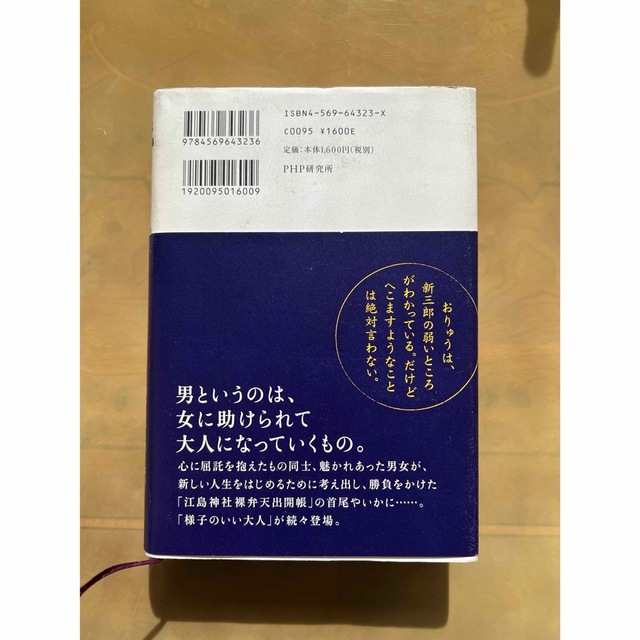 ISBN4-569-64323-X
C0095 ¥1600E
定価:本体1,600円(税別)
PHP研究所
9784569643236
1920095016009
おりゅうは、
新三郎の弱いところ
がわかっている。だけど
へこますようなこと
は絶対言わない。
男というのは、
女に助けられて
大人になっていくもの。
心に屈託を抱えたもの同士、魅かれあった男女が、
新しい人生をはじめるために考え出し、勝負をかけた
「江島神社裸弁天出開帳」の首尾やいかに……。
「様子のいい大人」が続々登場。